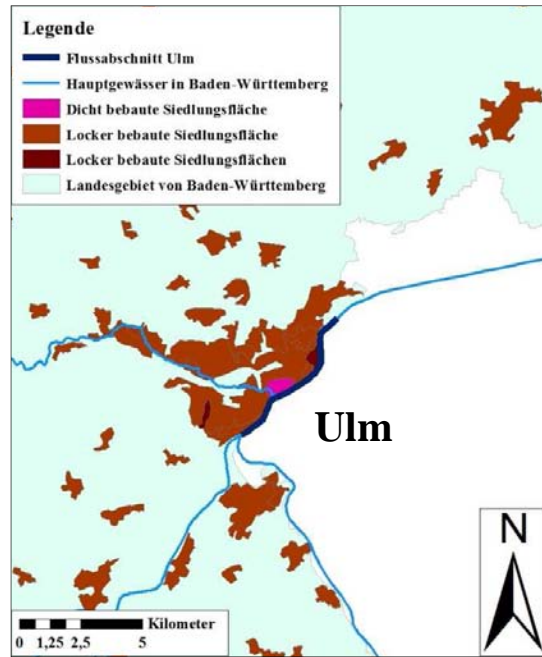 Legende
Flussabschnitt Ulm
Hauptgewässer in Baden-Württemberg
Dicht bebaute Siedlungsfläche
Locker bebaute Siedlungsfläche
Locker bebaute Siedlungsflächen
Landesgebiet von Baden-Württemberg
Ulm
N
Kilometer
0 1,25 2,5 5